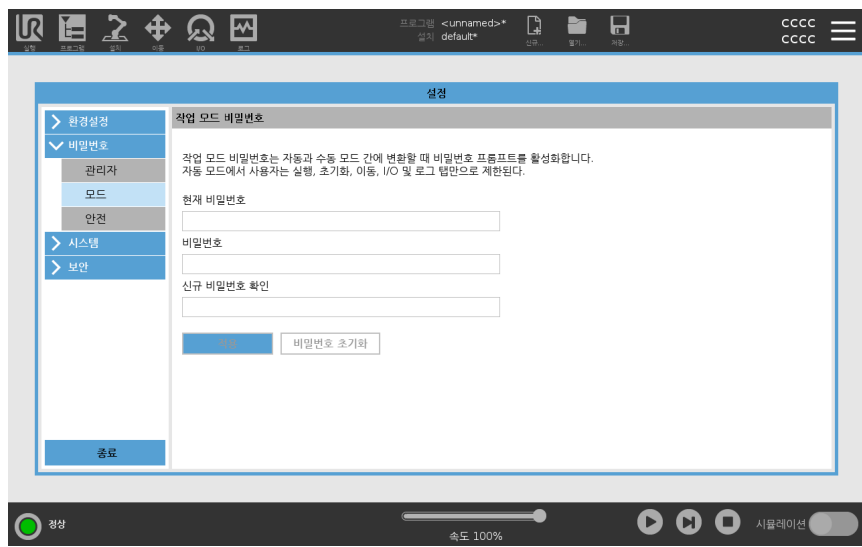 프로그램 <unnamed>*
설치 default*
CCCC
CCCC
실행
프로그램
설치
이동
I/O
로그
신규...
열기...
저장...
설정
환경설정
비밀번호
관리자
모드
안전
시스템
보안
종료
작업 모드 비밀번호
작업 모드 비밀번호는 자동과 수동 모드 간에 변환할 때 비밀번호 프롬프트를 활성화합니다.
자동 모드에서 사용자는 실행, 초기화, 이동, I/O 및 로그 탭만으로 제한된다.
현재 비밀번호
비밀번호
신규 비밀번호 확인
비밀번호 초기화
정상
속도 100%
시뮬레이션